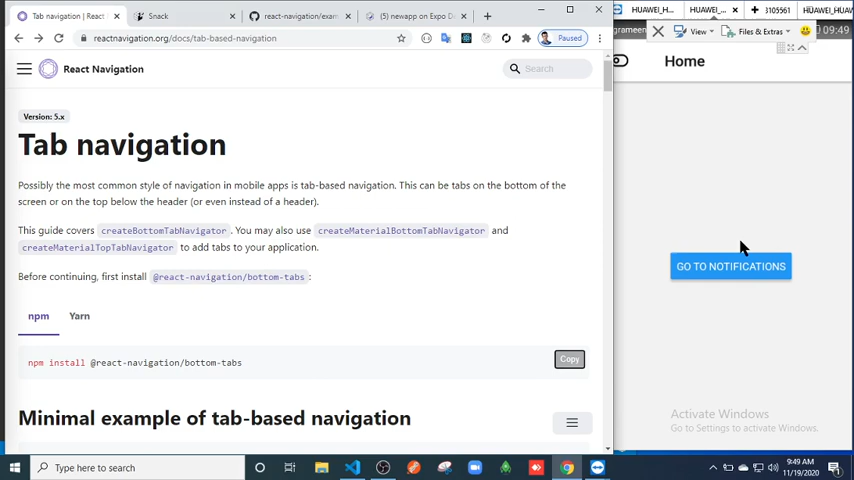 Tab navigation | React
Snack
react-navigation/exam
(5) newapp on Expo D
HUAWEI_H...
HUAWEI_...
3105561
HUAWEI_H
reactnavigation.org/docs/tab-based-navigation
Paused
View
Files & Extras
09:49
React Navigation
Search
Home
Version: 5.x
Tab navigation
Possibly the most common style of navigation in mobile apps is tab-based navigation. This can be tabs on the bottom of the
screen or on the top below the header (or even instead of a header).
This guide covers createBottomTabNavigator. You may also use createMaterialBottomTabNavigator and
createMaterialTopTabNavigator to add tabs to your application.
Before continuing, first install @react-navigation/bottom-tabs:
GO TO NOTIFICATIONS
npm
Yarn
npm install @react-navigation/bottom-tabs
Copy
Minimal example of tab-based navigation
Activate Windows
Go to Settings to activate Windows.
Type here to search
9:49 AM
11/19/2020